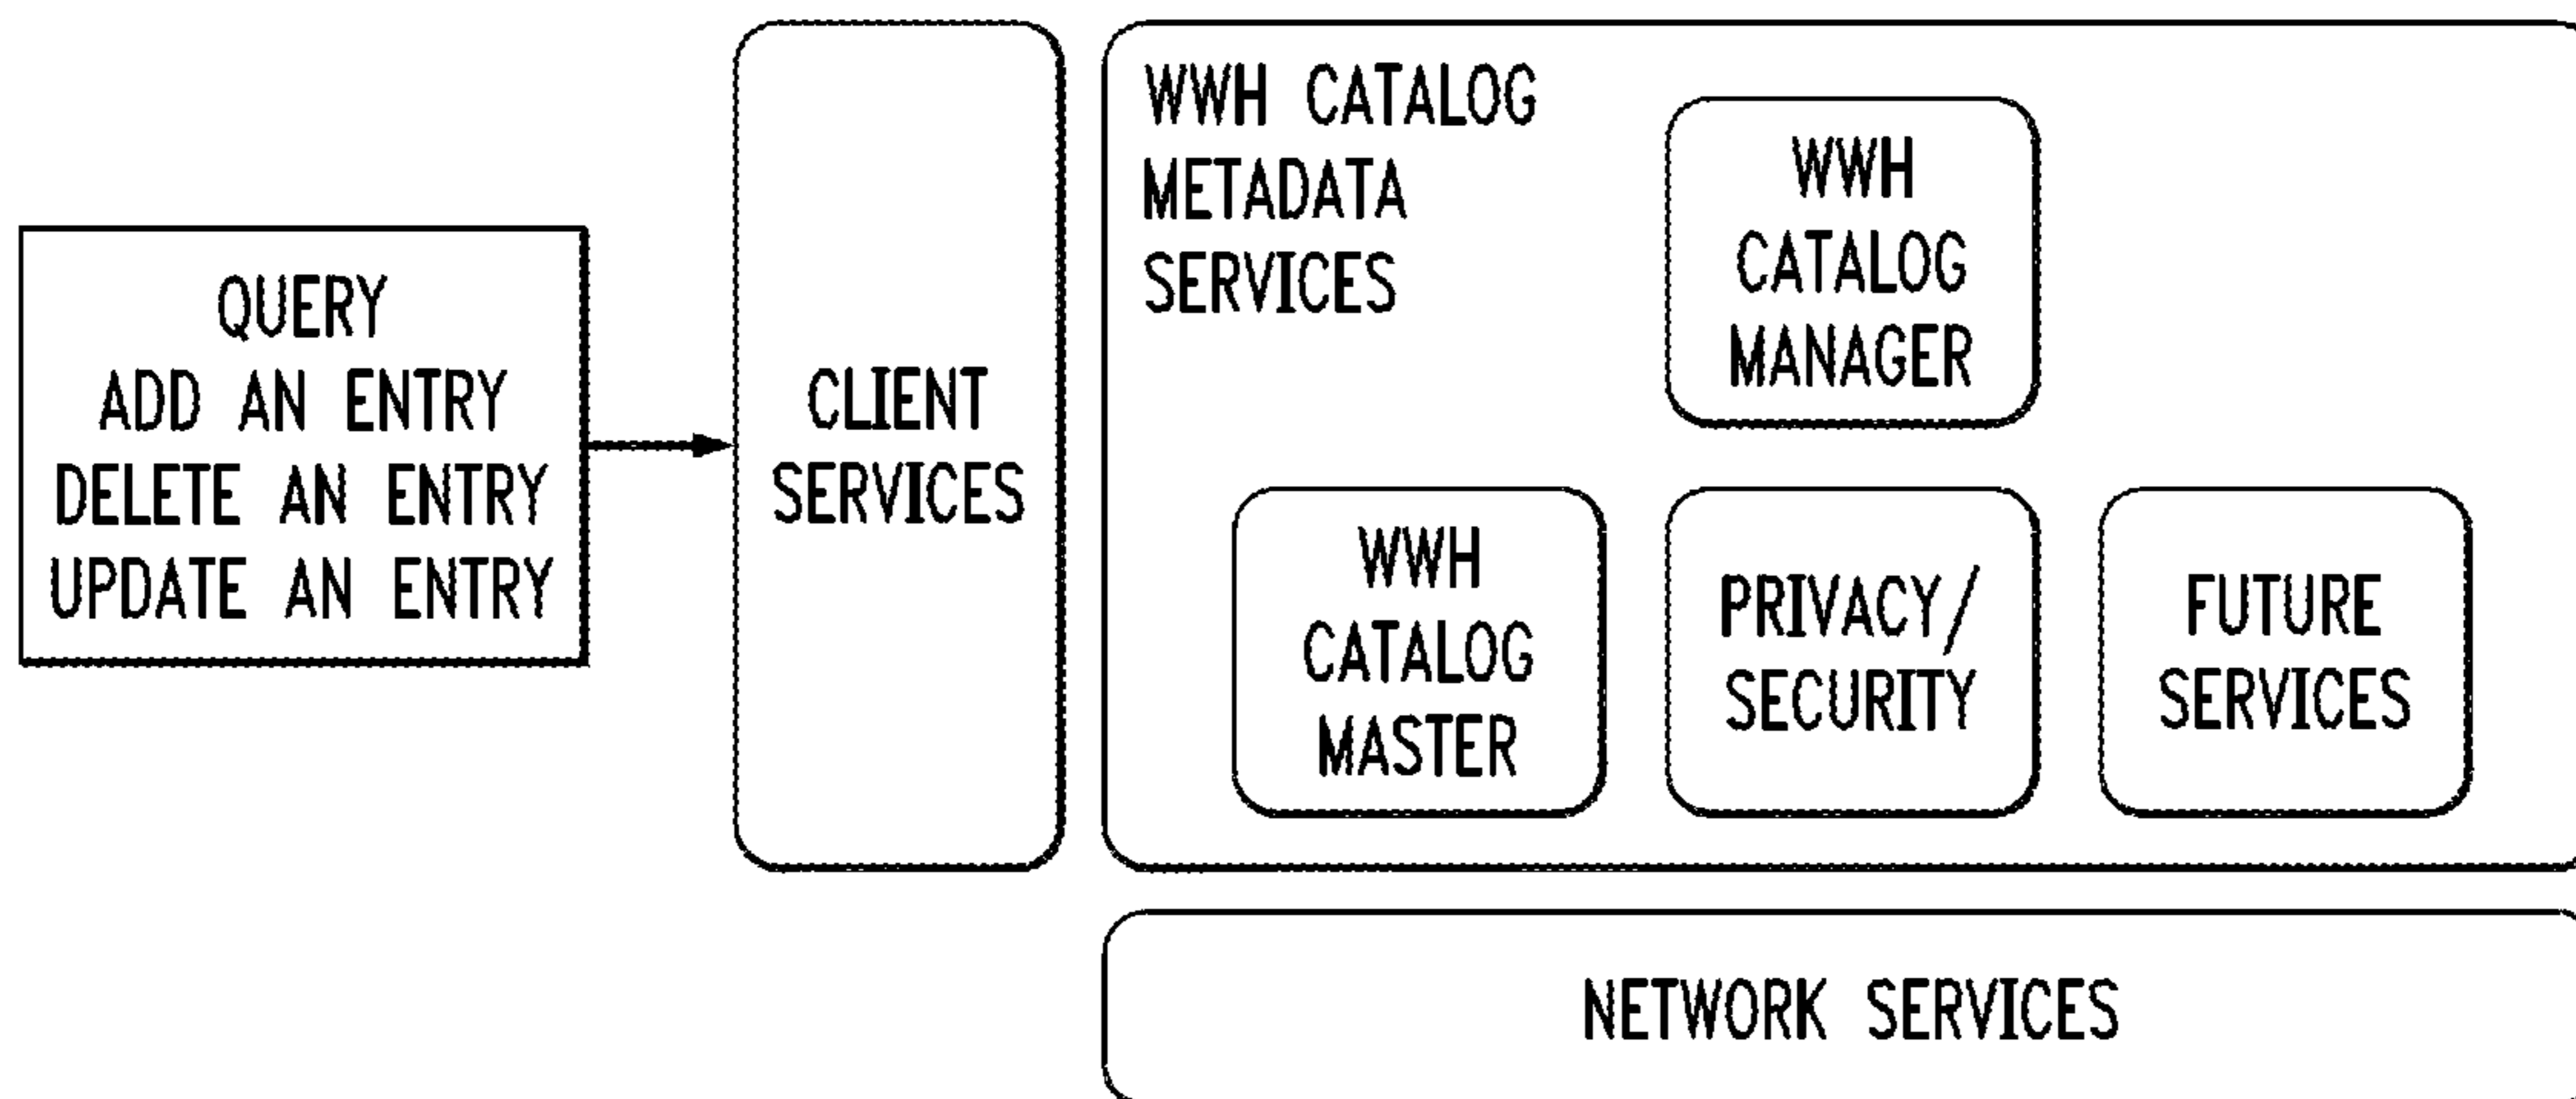 QUERY
ADD AN ENTRY
DELETE AN ENTRY
UPDATE AN ENTRY
CLIENT
SERVICES
WWH CATALOG
METADATA
SERVICES
WWH
CATALOG
MANAGER
WWH
CATALOG
MASTER
PRIVACY/
SECURITY
FUTURE
SERVICES
NETWORK SERVICES